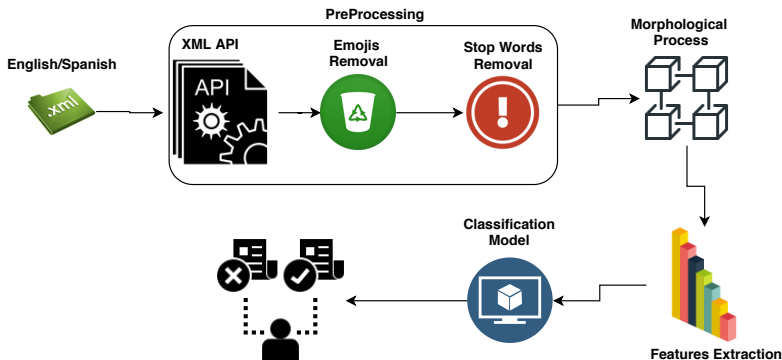 PreProcessing
English/Spanish
.xml
XML API
API
Emojis
Removal
Stop Words
Removal
Morphological
Process
Classification
Model
Features Extraction